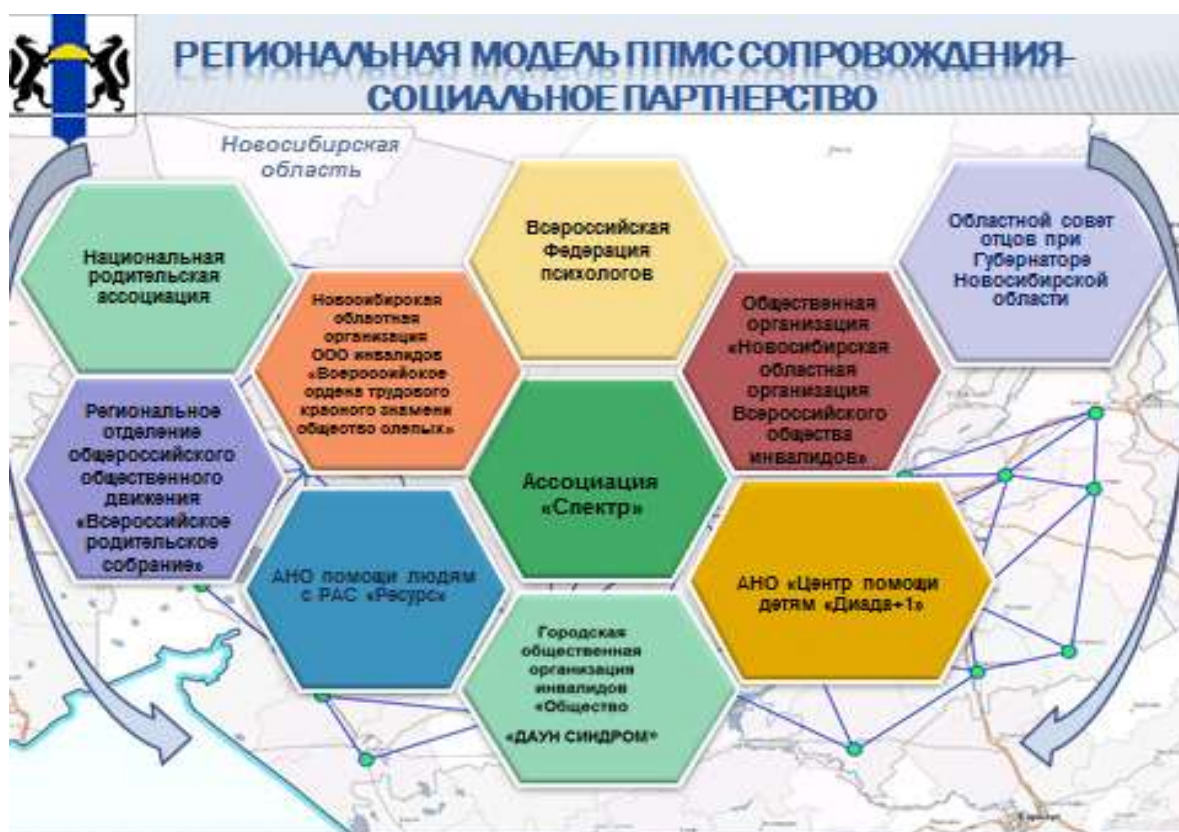 РЕГИОНАЛЬНАЯ МОДЕЛЬ ППМС СОПРОВОЖДЕНИЯ-
СОЦИАЛЬНОЕ ПАРТНЕРСТВО
Новосибирская
область
Национальная
родительская
ассоциация
Новосибирская
областная
организация
ООО инвалидов
«Всероссийское
ордена трудового
красного знамени
общество слепых»
Всероссийская
Федерация
психологов
Общественная
организация
«Новосибирская
областная
организация
Всероссийского
общества
инвалидов»
Областной совет
отцов при
Губернаторе
Новосибирской
области
Региональное
отделение
общероссийского
общественного
движения
«Всероссийское
родительское
собрание»
Ассоциация
«Спектр»
АНО помощи людям
с РАС «Ресурс»
АНО «Центр помощи
детям «Диада+1»
Городская
общественная
организация
инвалидов
«Общество
«ДАУН СИНДРОМ»